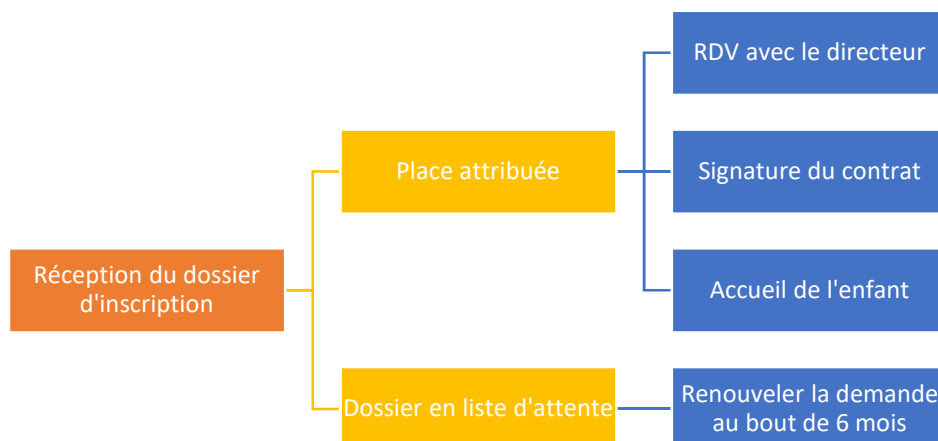 Réception du dossier
d'inscription
Place attribuée
RDV avec le directeur
Signature du contrat
Accueil de l'enfant
Dossier en liste d'attente
Renouveler la demande
au bout de 6 mois